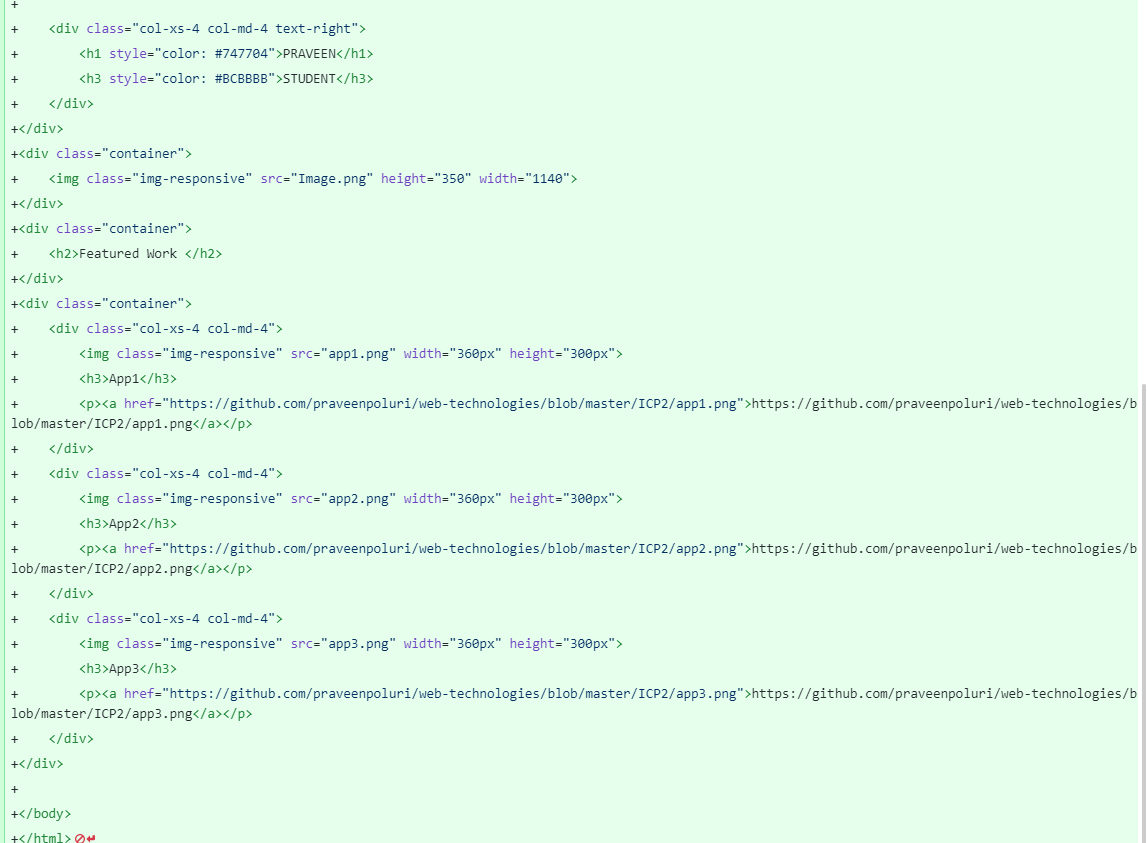 +
+    <div class="col-xs-4 col-md-4 text-right">
+        <h1 style="color: #747704">PRAVEEN</h1>
+        <h3 style="color: #BCBBBB">STUDENT</h3>
+    </div>
+</div>
+<div class="container">
+    <img class="img-responsive" src="Image.png" height="350" width="1140">
+</div>
+<div class="container">
+    <h2>Featured Work </h2>
+</div>
+<div class="container">
+    <div class="col-xs-4 col-md-4">
+        <img class="img-responsive" src="app1.png" width="360px" height="300px">
+        <h3>App1</h3>
+        <p><a href="https://github.com/praveenpoluri/web-technologies/blob/master/ICP2/app1.png">https://github.com/praveenpoluri/web-technologies/b
lob/master/ICP2/app1.png</a></p>
+    </div>
+    <div class="col-xs-4 col-md-4">
+        <img class="img-responsive" src="app2.png" width="360px" height="300px">
+        <h3>App2</h3>
+        <p><a href="https://github.com/praveenpoluri/web-technologies/blob/master/ICP2/app2.png">https://github.com/praveenpoluri/web-technologies/b
lob/master/ICP2/app2.png</a></p>
+    </div>
+    <div class="col-xs-4 col-md-4">
+        <img class="img-responsive" src="app3.png" width="360px" height="300px">
+        <h3>App3</h3>
+        <p><a href="https://github.com/praveenpoluri/web-technologies/blob/master/ICP2/app3.png">https://github.com/praveenpoluri/web-technologies/b
lob/master/ICP2/app3.png</a></p>
+    </div>
+</div>
+
+</body>
+</html>